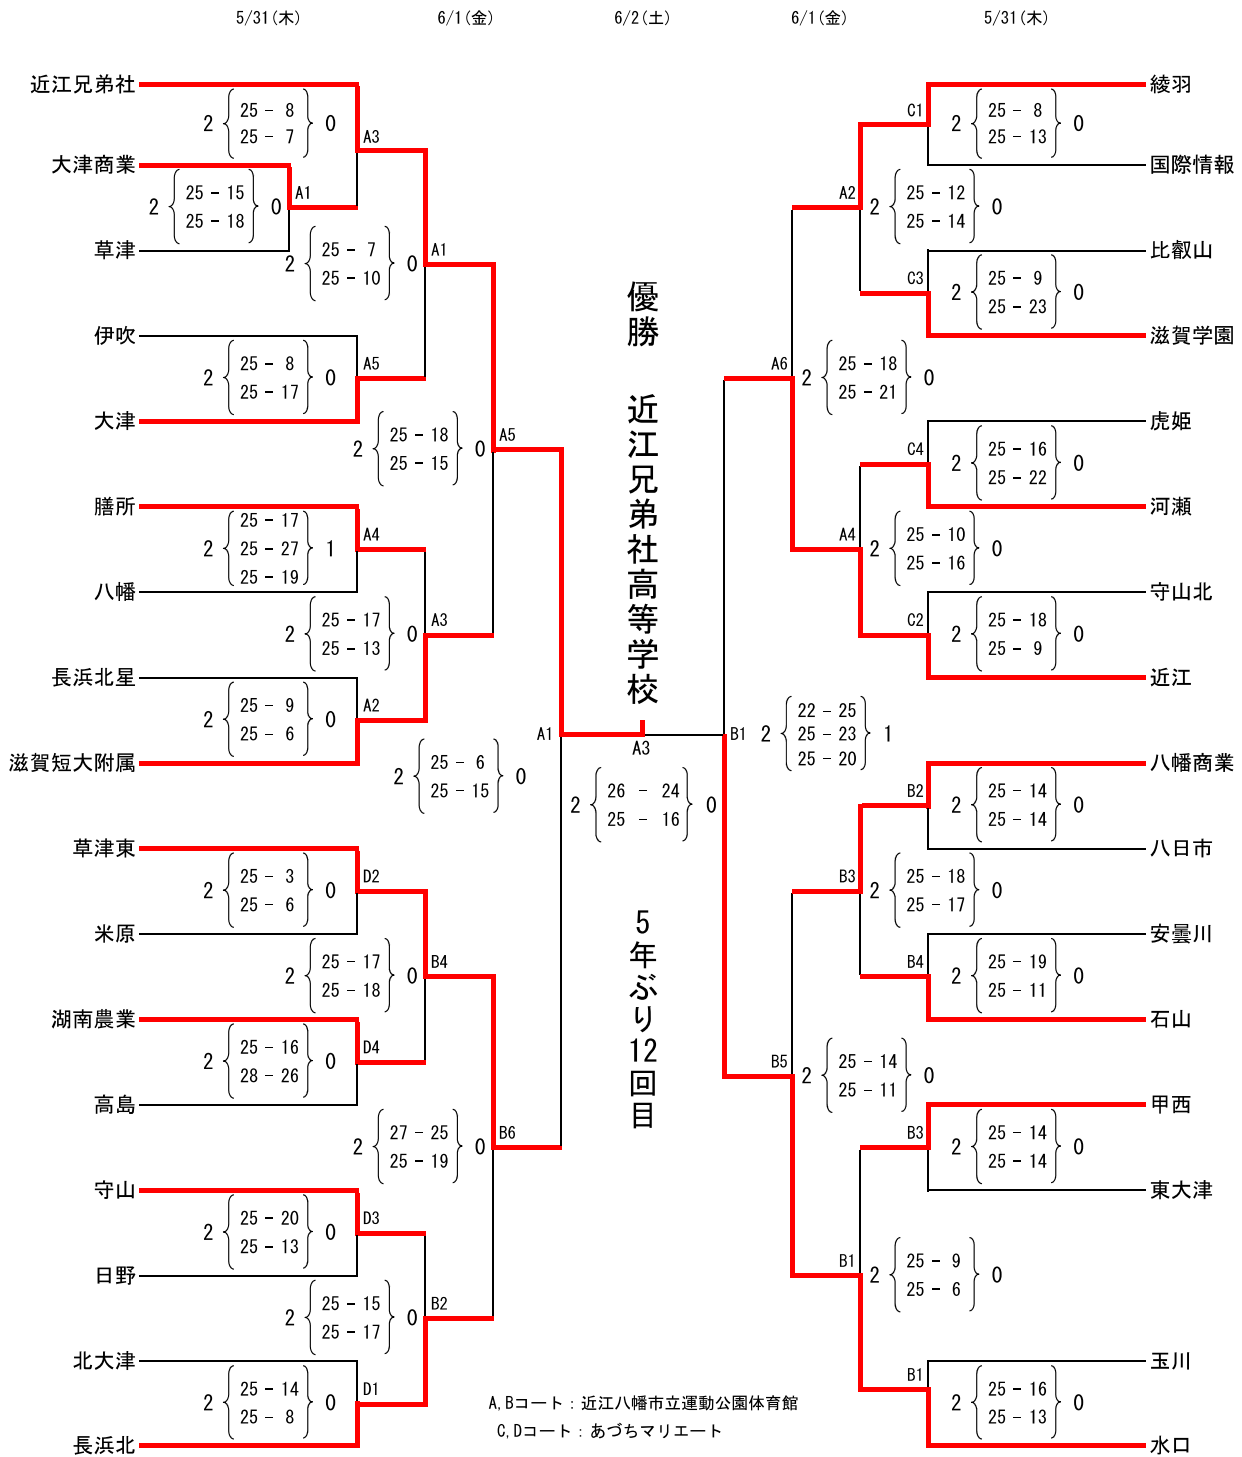 5/31(木) 6/1(金) 6/2(土) 6/1(金) 5/31(木)
近江兄弟社
2 25 - 8 0
25 - 7
A3
大津商業
2 25 - 15 0
25 - 18
A1
草津
2 25 - 7 0
25 - 10
A1
伊吹
2 25 - 8 0
25 - 17
A5
大津
2 25 - 18 0
25 - 15
A5
膳所
2 25 - 17 1
25 - 27
25 - 19
A4
八幡
2 25 - 17 0
25 - 13
A3
長浜北星
2 25 - 9 0
25 - 6
A2
滋賀短大附属
2 25 - 6 0
25 - 15
A1
草津東
2 25 - 3 0
25 - 6
D2
米原
2 25 - 17 0
25 - 18
B4
湖南農業
2 25 - 16 0
28 - 26
D4
高島
2 27 - 25 0
25 - 19
B6
守山
2 25 - 20 0
25 - 13
D3
日野
2 25 - 15 0
25 - 17
B2
北大津
2 25 - 14 0
25 - 8
D1
長浜北
優勝 近江兄弟社高等学校
A3
2 26 - 24 0
25 - 16
5年ぶり12回目
綾羽
C1
2 25 - 8 0
25 - 13
国際情報
A2
2 25 - 12 0
25 - 14
比叡山
C3
2 25 - 9 0
25 - 23
滋賀学園
A6
2 25 - 18 0
25 - 21
虎姫
C4
2 25 - 16 0
25 - 22
河瀬
A4
2 25 - 10 0
25 - 16
守山北
C2
2 25 - 18 0
25 - 9
近江
B1
2 22 - 25 1
25 - 23
25 - 20
八幡商業
B2
2 25 - 14 0
25 - 14
八日市
B3
2 25 - 18 0
25 - 17
安曇川
B4
2 25 - 19 0
25 - 11
石山
B5
2 25 - 14 0
25 - 11
甲西
B3
2 25 - 14 0
25 - 14
東大津
B1
2 25 - 9 0
25 - 6
玉川
B1
2 25 - 16 0
25 - 13
水口
A,Bコート：近江八幡市立運動公園体育館
C,Dコート：あづちマリエート